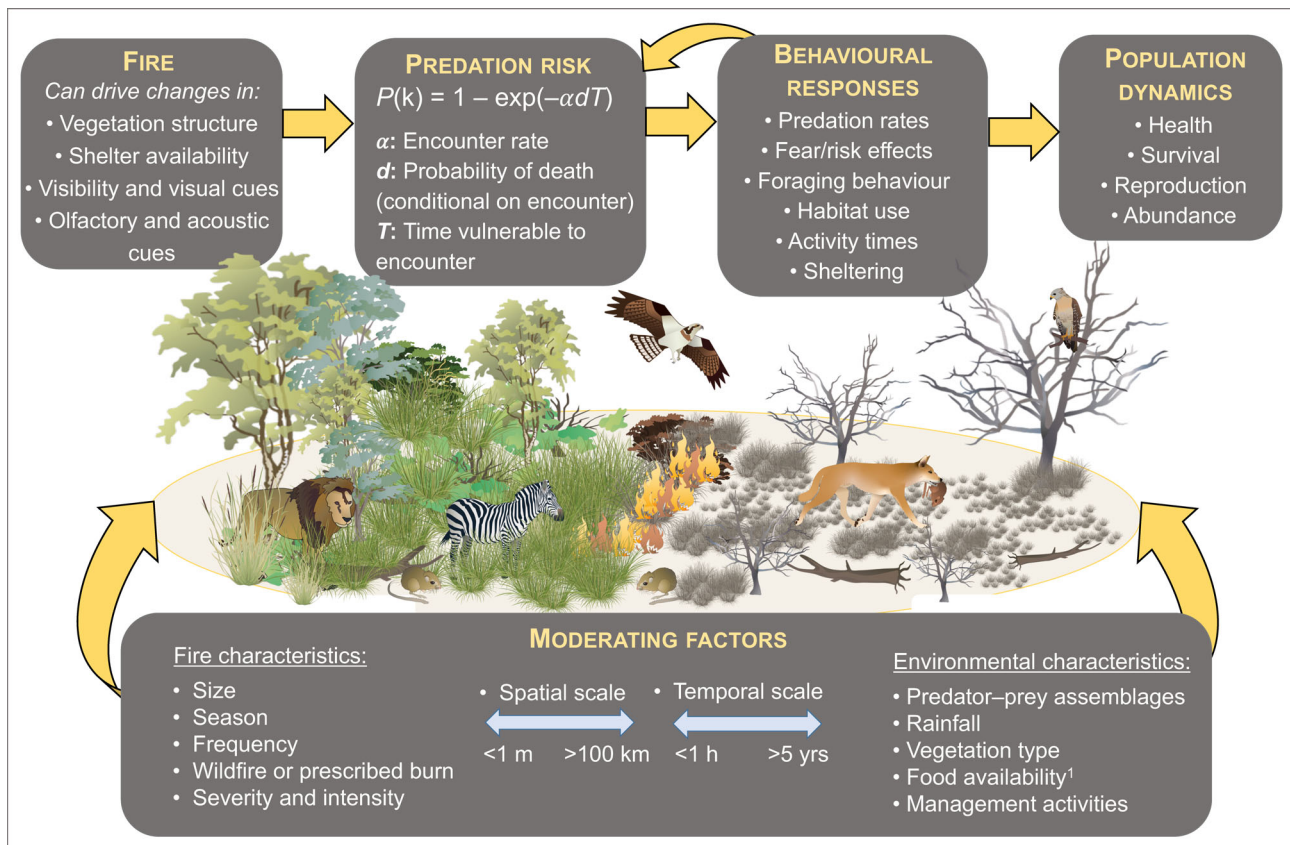 FIRE
Can drive changes in:
• Vegetation structure
• Shelter availability
• Visibility and visual cues
• Olfactory and acoustic
cues
PREDATION RISK
P(k) = 1 – exp(–αdT)
α: Encounter rate
d: Probability of death
(conditional on encounter)
T: Time vulnerable to
encounter
BEHAVIOURAL
RESPONSES
• Predation rates
• Fear/risk effects
• Foraging behaviour
• Habitat use
• Activity times
• Sheltering
POPULATION
DYNAMICS
• Health
• Survival
• Reproduction
• Abundance
MODERATING FACTORS
Fire characteristics:
• Size
• Season
• Frequency
• Wildfire or prescribed burn
• Severity and intensity
• Spatial scale
<1 m >100 km
• Temporal scale
<1 h >5 yrs
Environmental characteristics:
• Predator–prey assemblages
• Rainfall
• Vegetation type
• Food availability¹
• Management activities